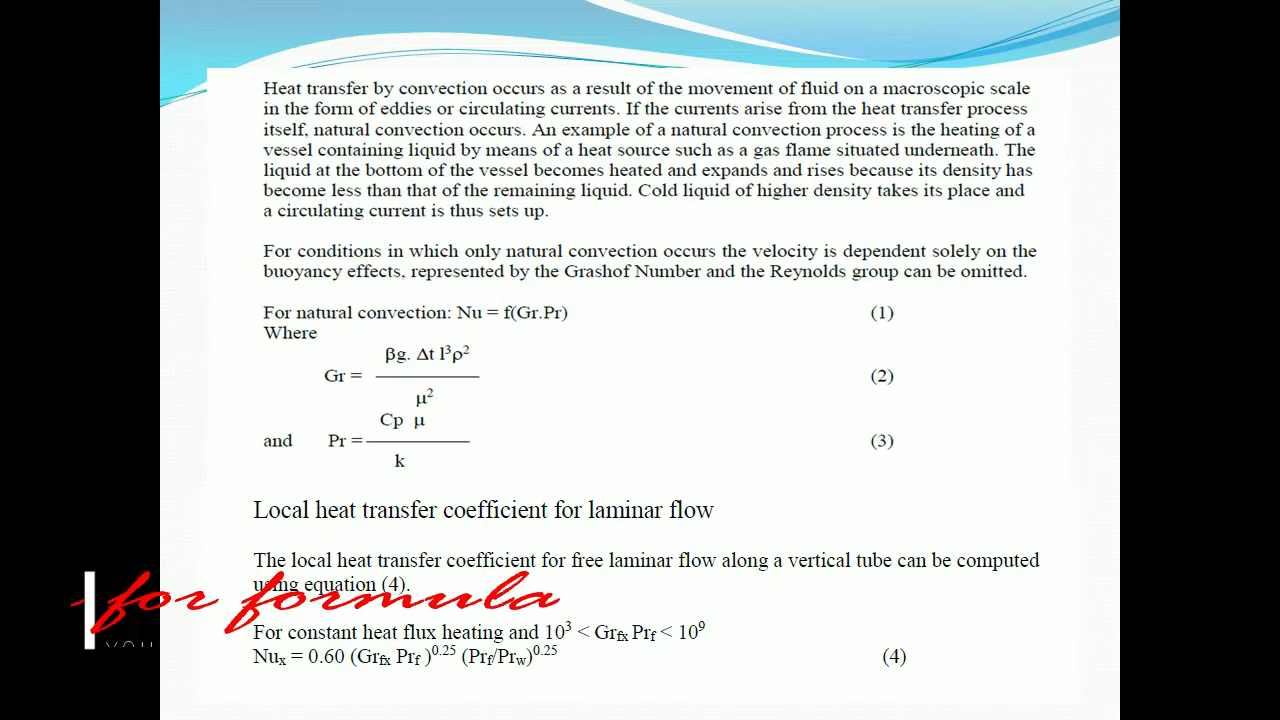 Heat transfer by convection occurs as a result of the movement of fluid on a macroscopic scale
in the form of eddies or circulating currents. If the currents arise from the heat transfer process
itself, natural convection occurs. An example of a natural convection process is the heating of a
vessel containing liquid by means of a heat source such as a gas flame situated underneath. The
liquid at the bottom of the vessel becomes heated and expands and rises because its density has
become less than that of the remaining liquid. Cold liquid of higher density takes its place and
a circulating current is thus sets up.
For conditions in which only natural convection occurs the velocity is dependent solely on the
buoyancy effects, represented by the Grashof Number and the Reynolds group can be omitted.
For natural convection: Nu = f(Gr.Pr) (1)
Where
βg. Δt l³ρ²
Gr = (2)
μ²
Cp μ
and Pr = (3)
k
Local heat transfer coefficient for laminar flow
The local heat transfer coefficient for free laminar flow along a vertical tube can be computed
using equation (4).
for formula
For constant heat flux heating and 10³ < Grfx Prf < 10⁹
YOU
Nux = 0.60 (Grfx Prf )^0.25 (Prf/Prw)^0.25 (4)